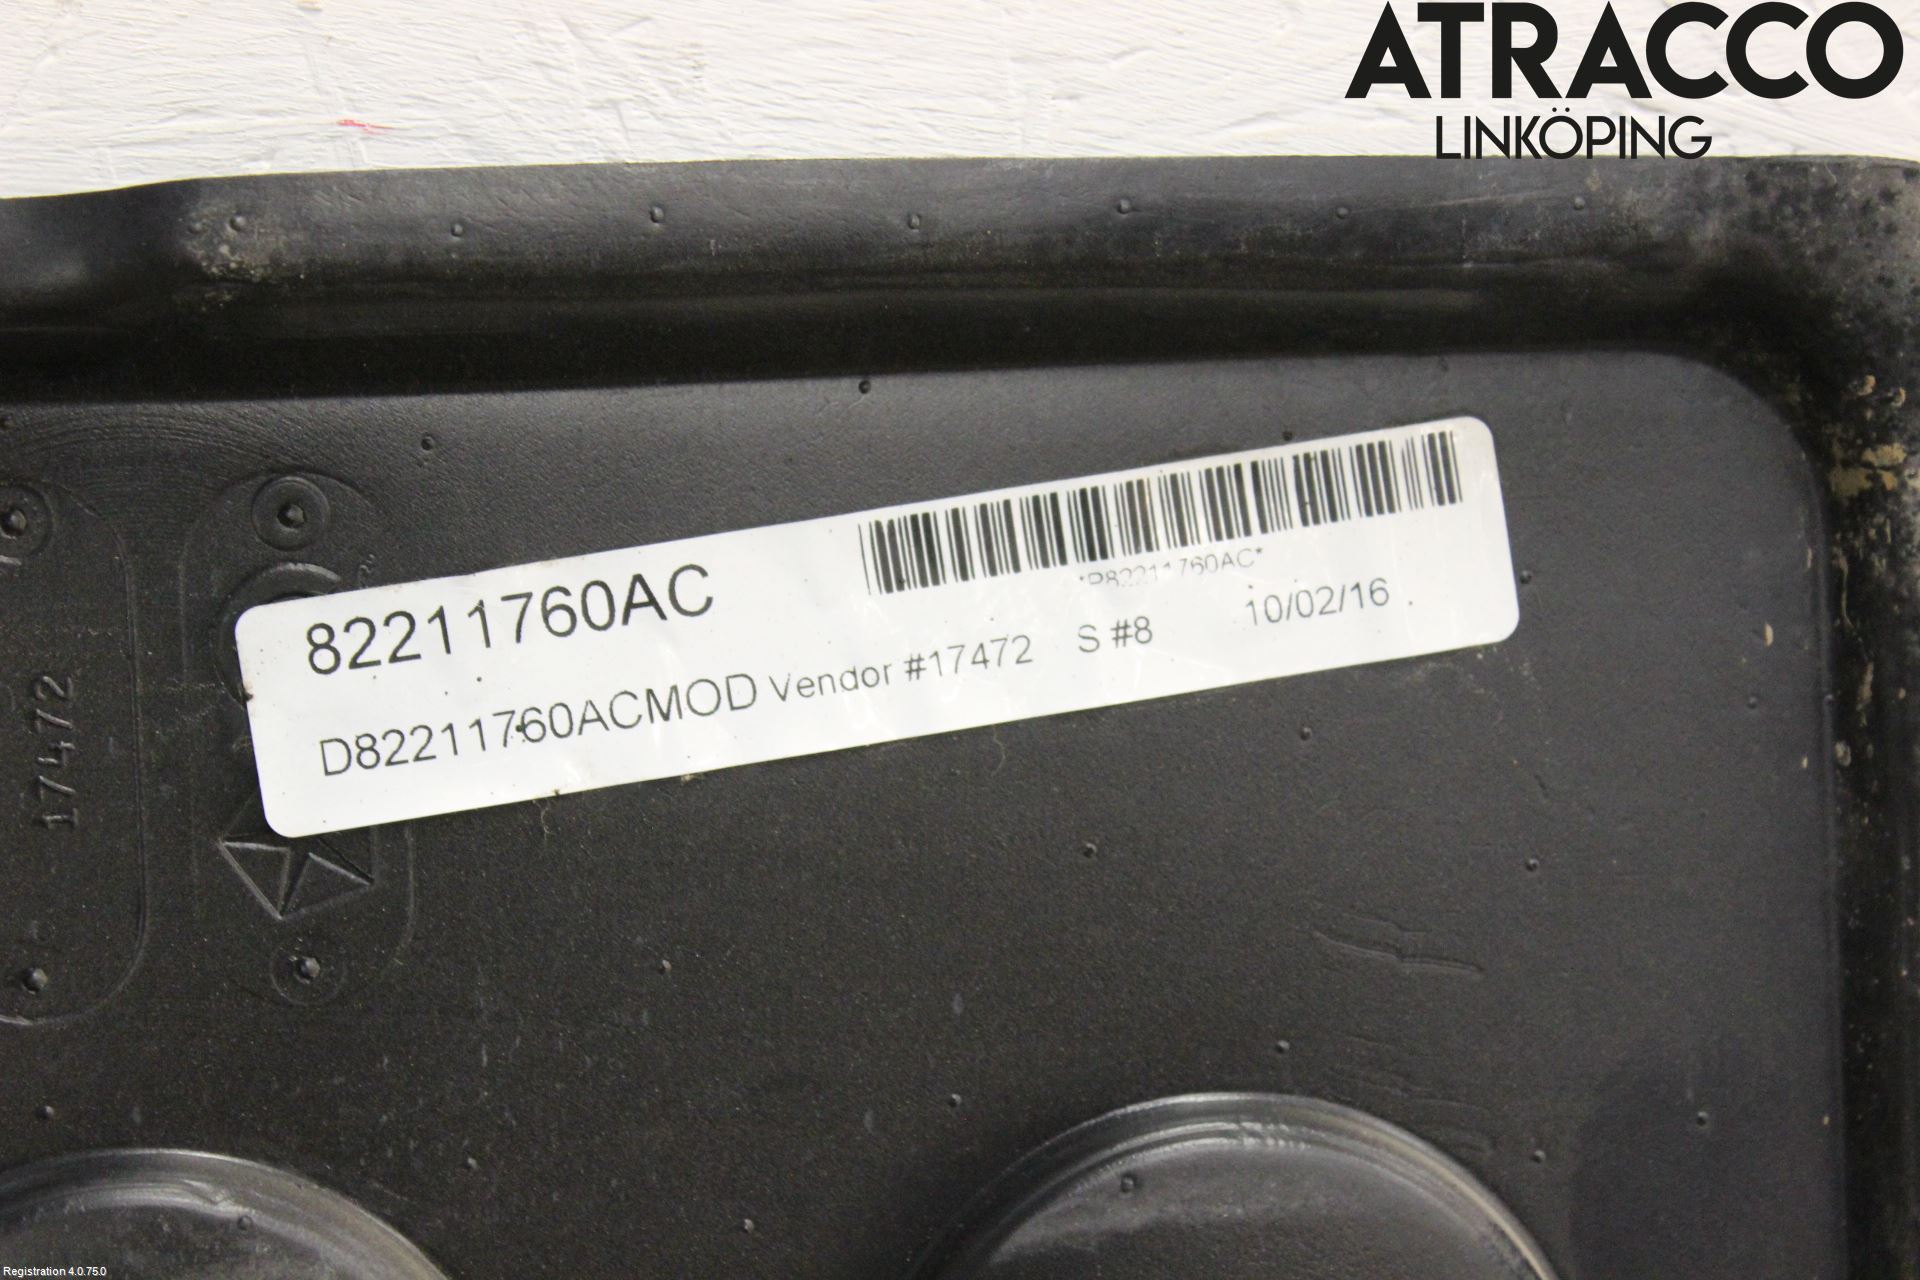 ATRACCO
LINKÖPING
82211760AC
*P82211760AC*
D82211760ACMOD Vendor #17472 S #8 10/02/16
17472
Registration 4.0.75.0